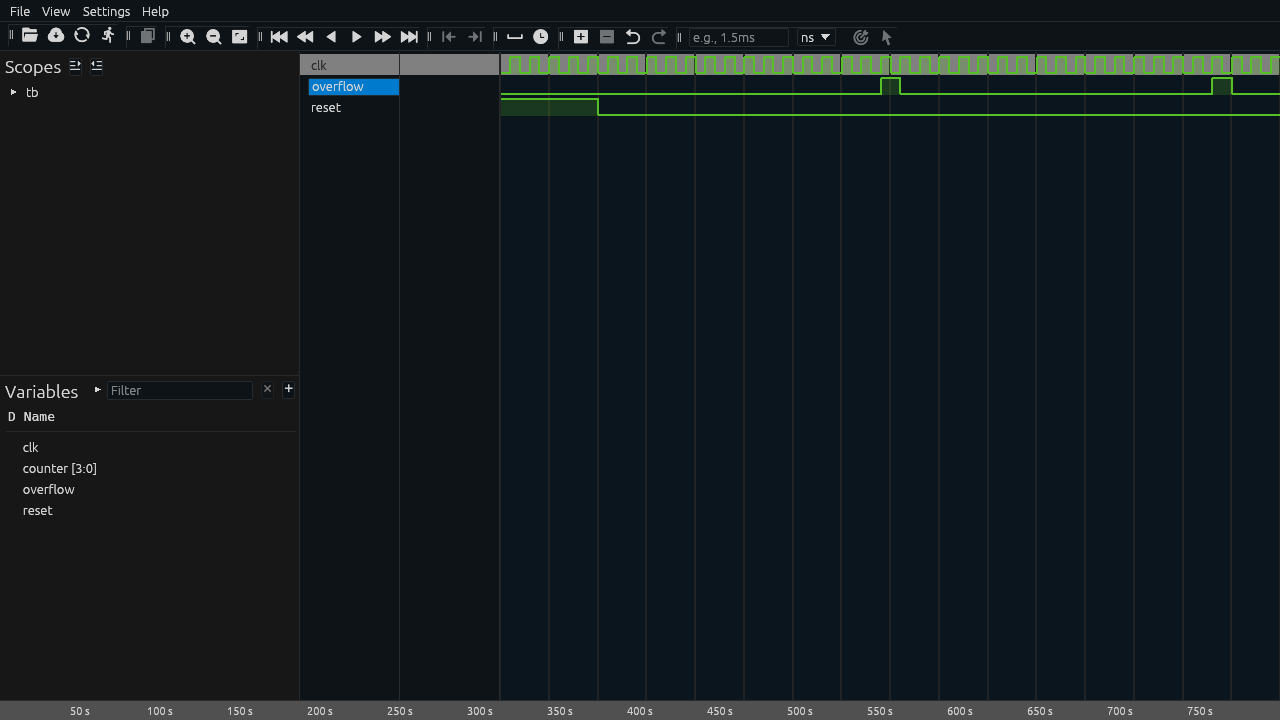 File View Settings Help
e.g., 1.5ms ns
Scopes
tb
clk
overflow
reset
Variables Filter
D Name
clk
counter [3:0]
overflow
reset
50 s 100 s 150 s 200 s 250 s 300 s 350 s 400 s 450 s 500 s 550 s 600 s 650 s 700 s 750 s